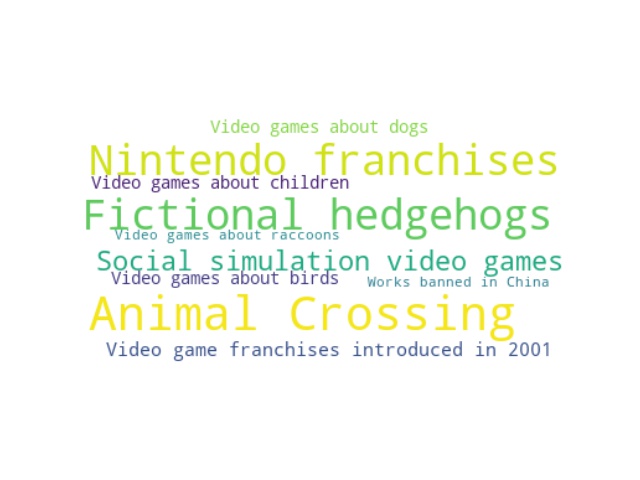 Video games about dogs
Nintendo franchises
Video games about children
Fictional hedgehogs
Video games about raccoons
Social simulation video games
Video games about birds
Works banned in China
Animal Crossing
Video game franchises introduced in 2001